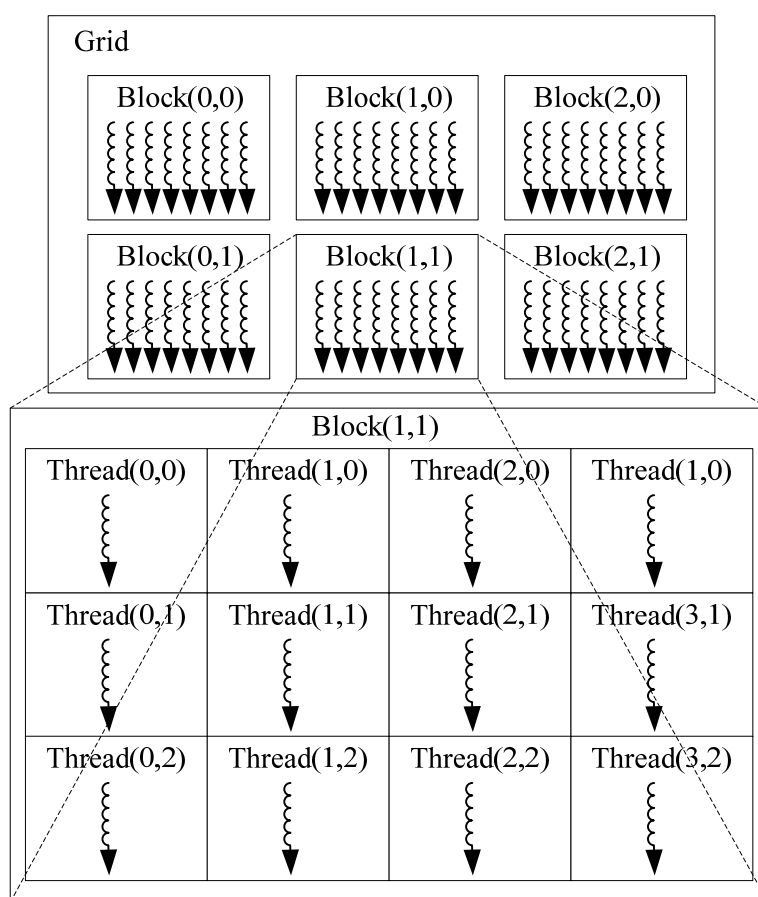 Grid
Block(0,0) Block(1,0) Block(2,0)
Block(0,1) Block(1,1) Block(2,1)
Block(1,1)
Thread(0,0) Thread(1,0) Thread(2,0) Thread(1,0)
Thread(0,1) Thread(1,1) Thread(2,1) Thread(3,1)
Thread(0,2) Thread(1,2) Thread(2,2) Thread(3,2)